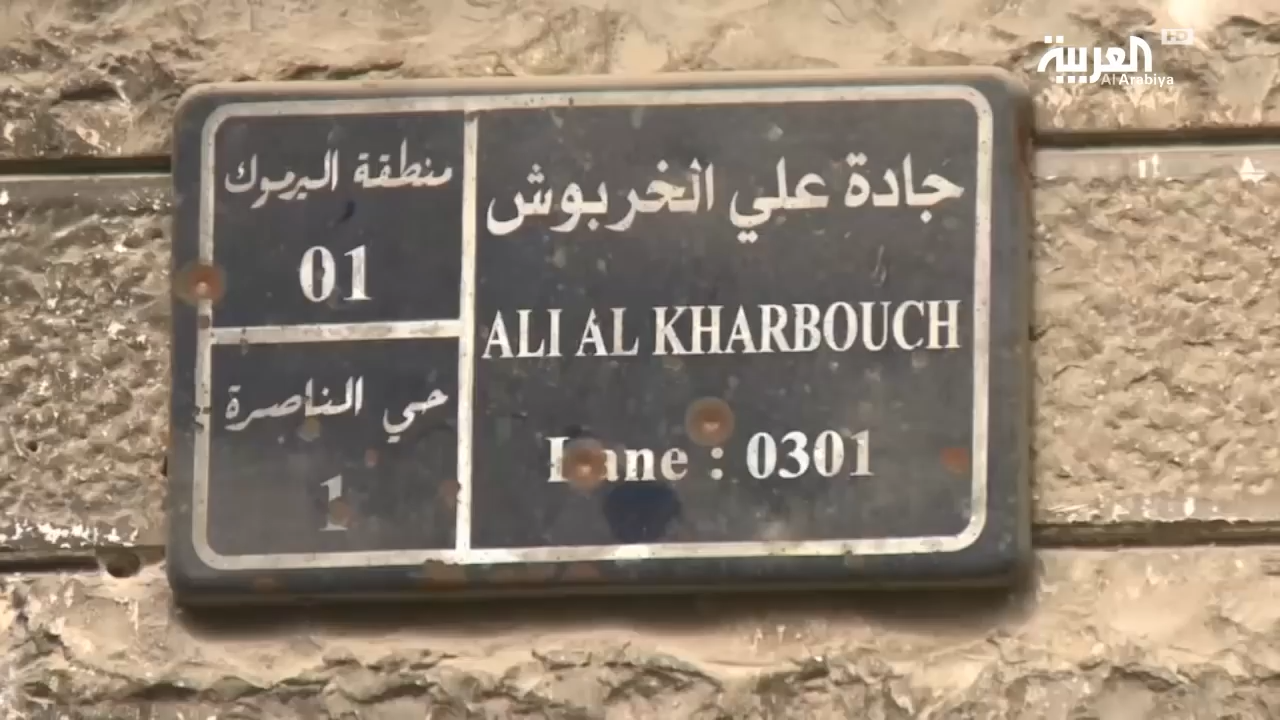 العربية HD
Al Arabiya
جادة علي الخربوش
ALI AL KHARBOUCH
Lane : 0301
منطقة اليرموك
01
حي الناصرة
1